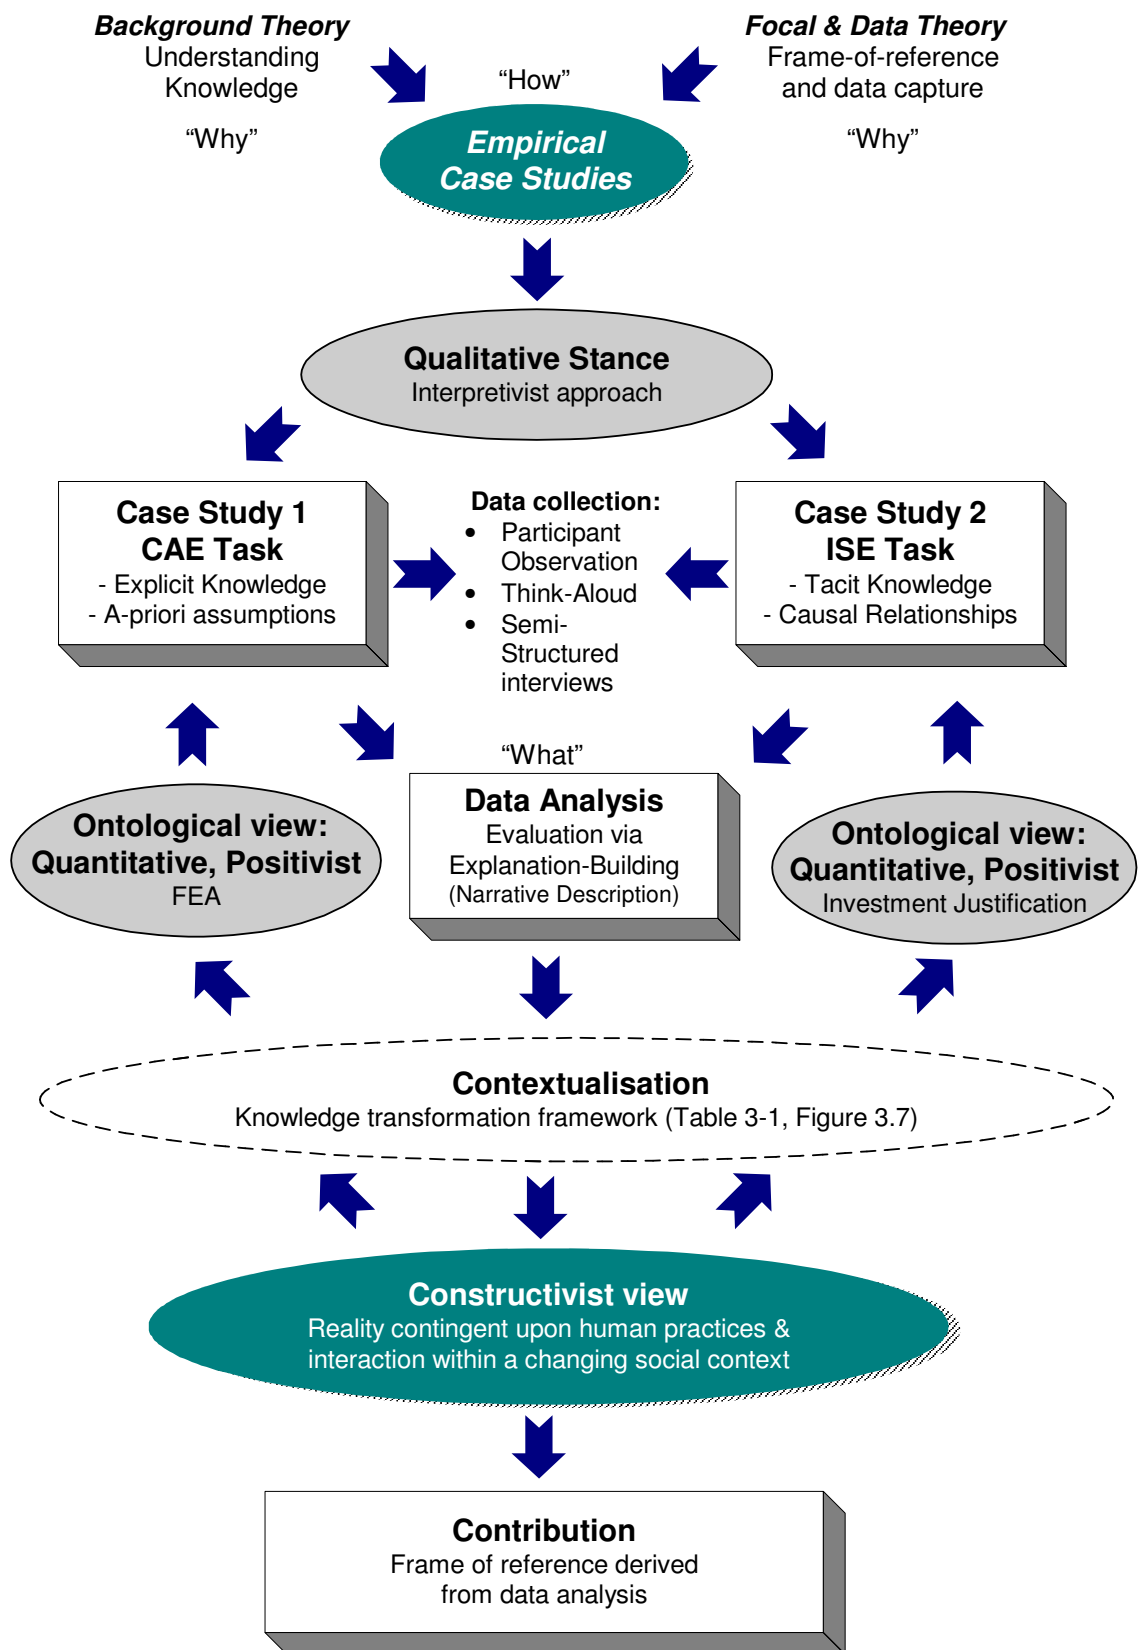 Background Theory
Understanding
Knowledge
“Why”
“How”
Focal & Data Theory
Frame-of-reference
and data capture
“Why”
Empirical
Case Studies
Qualitative Stance
Interpretivist approach
Case Study 1
CAE Task
- Explicit Knowledge
- A-priori assumptions
Data collection:
• Participant
Observation
• Think-Aloud
• Semi-
Structured
interviews
Case Study 2
ISE Task
- Tacit Knowledge
- Causal Relationships
“What”
Ontological view:
Quantitative, Positivist
FEA
Data Analysis
Evaluation via
Explanation-Building
(Narrative Description)
Ontological view:
Quantitative, Positivist
Investment Justification
Contextualisation
Knowledge transformation framework (Table 3-1, Figure 3.7)
Constructivist view
Reality contingent upon human practices &
interaction within a changing social context
Contribution
Frame of reference derived
from data analysis